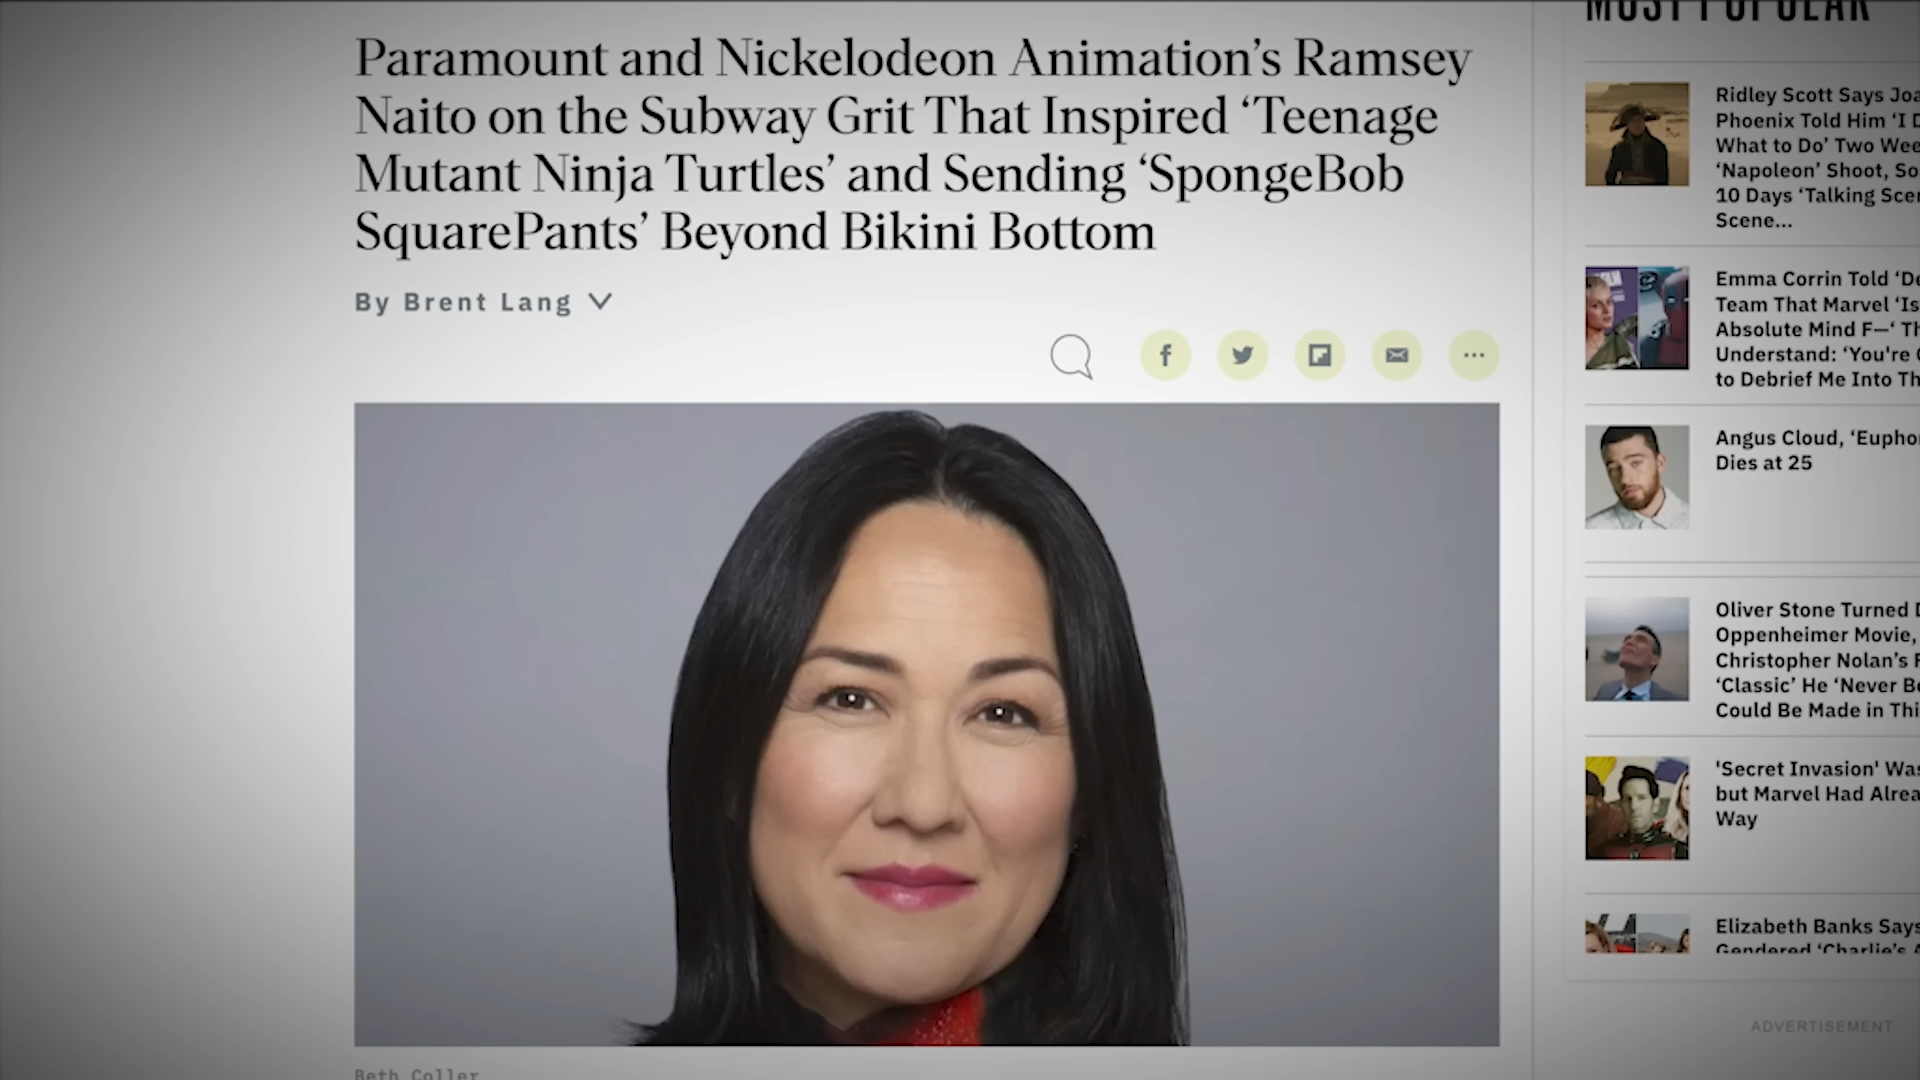 Paramount and Nickelodeon Animation’s Ramsey
Naito on the Subway Grit That Inspired ‘Teenage
Mutant Ninja Turtles’ and Sending ‘SpongeBob
SquarePants’ Beyond Bikini Bottom
By Brent Lang
Beth Coller
MOST POPULAR
Ridley Scott Says Joa
Phoenix Told Him ‘I D
What to Do’ Two Wee
‘Napoleon’ Shoot, So
10 Days ‘Talking Scen
Scene...
Emma Corrin Told ‘De
Team That Marvel ‘Is
Absolute Mind F—‘ Th
Understand: ‘You're
to Debrief Me Into Th
Angus Cloud, ‘Euphor
Dies at 25
Oliver Stone Turned D
Oppenheimer Movie,
Christopher Nolan’s F
‘Classic’ He ‘Never Be
Could Be Made in Thi
'Secret Invasion' Was
but Marvel Had Alrea
Way
Elizabeth Banks Says
Gendered ‘Charlie’s A
ADVERTISEMENT